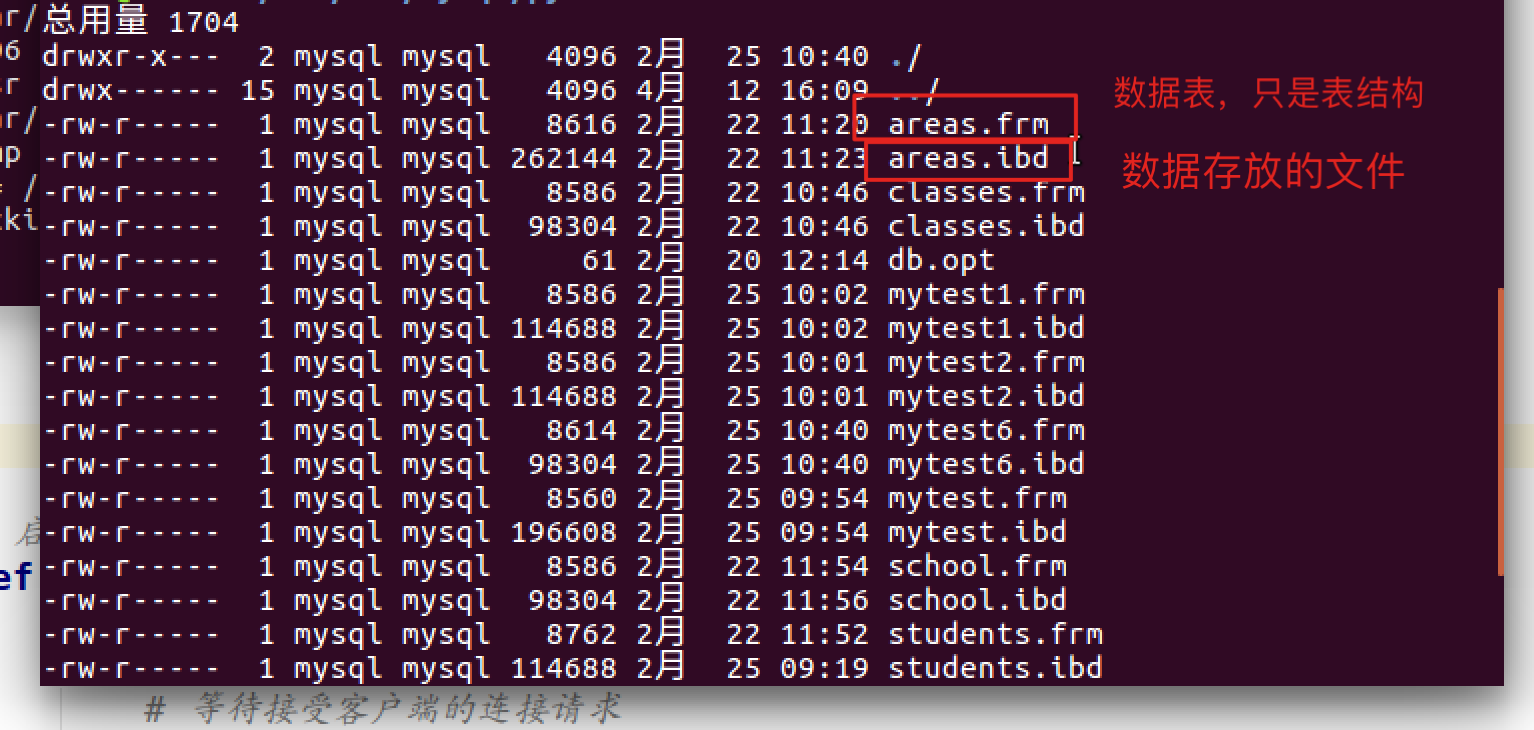 总用量 1704
drwxr-x--- 2 mysql mysql 4096 2月 25 10:40 ./
drwx------ 15 mysql mysql 4096 4月 12 16:09 ../
数据表，只是表结构
-rw-r----- 1 mysql mysql 8616 2月 22 11:20 areas.frm
-rw-r----- 1 mysql mysql 262144 2月 22 11:23 areas.ibd
数据存放的文件
-rw-r----- 1 mysql mysql 8586 2月 22 10:46 classes.frm
-rw-r----- 1 mysql mysql 98304 2月 22 10:46 classes.ibd
-rw-r----- 1 mysql mysql 61 2月 20 12:14 db.opt
-rw-r----- 1 mysql mysql 8586 2月 25 10:02 mytest1.frm
-rw-r----- 1 mysql mysql 114688 2月 25 10:02 mytest1.ibd
-rw-r----- 1 mysql mysql 8586 2月 25 10:01 mytest2.frm
-rw-r----- 1 mysql mysql 114688 2月 25 10:01 mytest2.ibd
-rw-r----- 1 mysql mysql 8614 2月 25 10:40 mytest6.frm
-rw-r----- 1 mysql mysql 98304 2月 25 10:40 mytest6.ibd
-rw-r----- 1 mysql mysql 8560 2月 25 09:54 mytest.frm
-rw-r----- 1 mysql mysql 196608 2月 25 09:54 mytest.ibd
-rw-r----- 1 mysql mysql 8586 2月 22 11:54 school.frm
-rw-r----- 1 mysql mysql 98304 2月 22 11:56 school.ibd
-rw-r----- 1 mysql mysql 8762 2月 22 11:52 students.frm
-rw-r----- 1 mysql mysql 114688 2月 25 09:19 students.ibd
# 等待接受客户端的连接请求